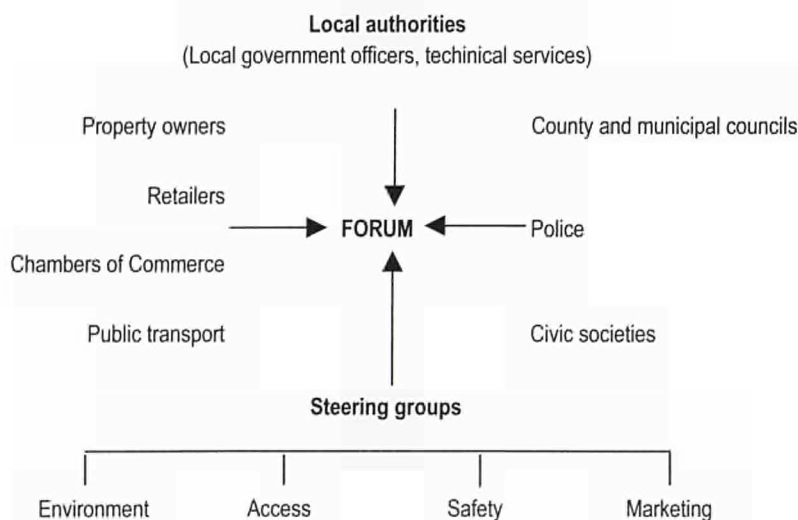 Local authorities
(Local government officers, techinical services)
Property owners
County and municipal councils
Retailers
FORUM
Police
Chambers of Commerce
Public transport
Civic societies
Steering groups
Environment
Access
Safety
Marketing